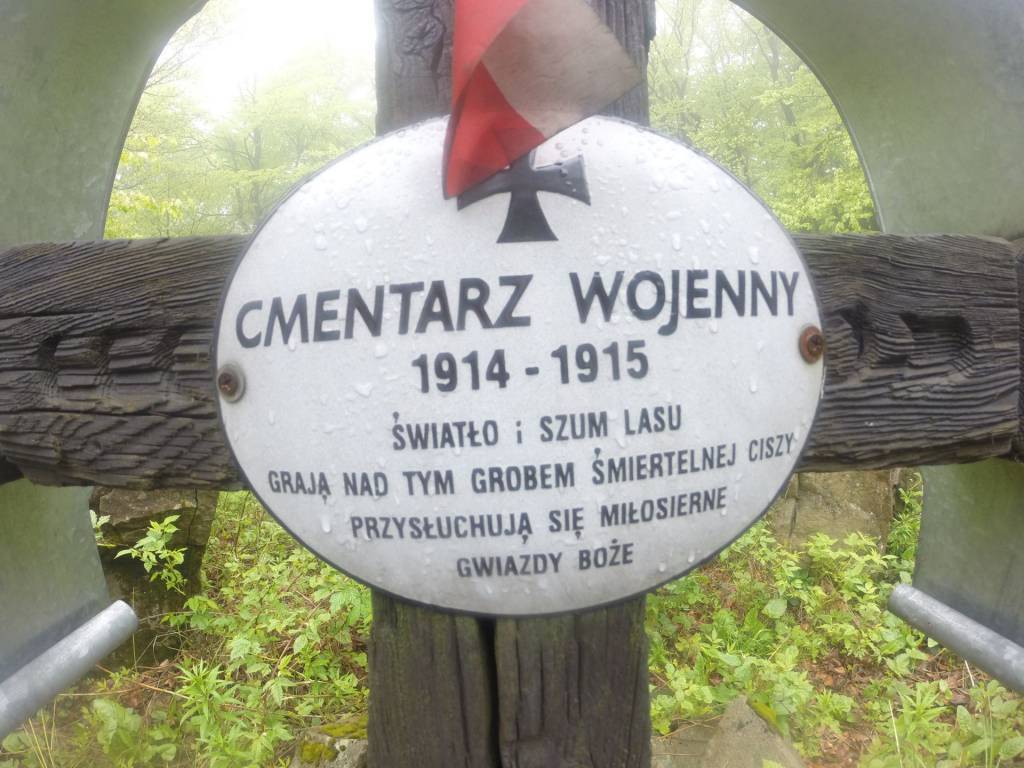 CMENTARZ WOJENNY
1914 - 1915
ŚWIATŁO i SZUM LASU
GRAJĄ NAD TYM GROBEM ŚMIERTELNEJ CISZY
PRZYSŁUCHUJĄ SIĘ MIŁOSIERNE
GWIAZDY BOŻE